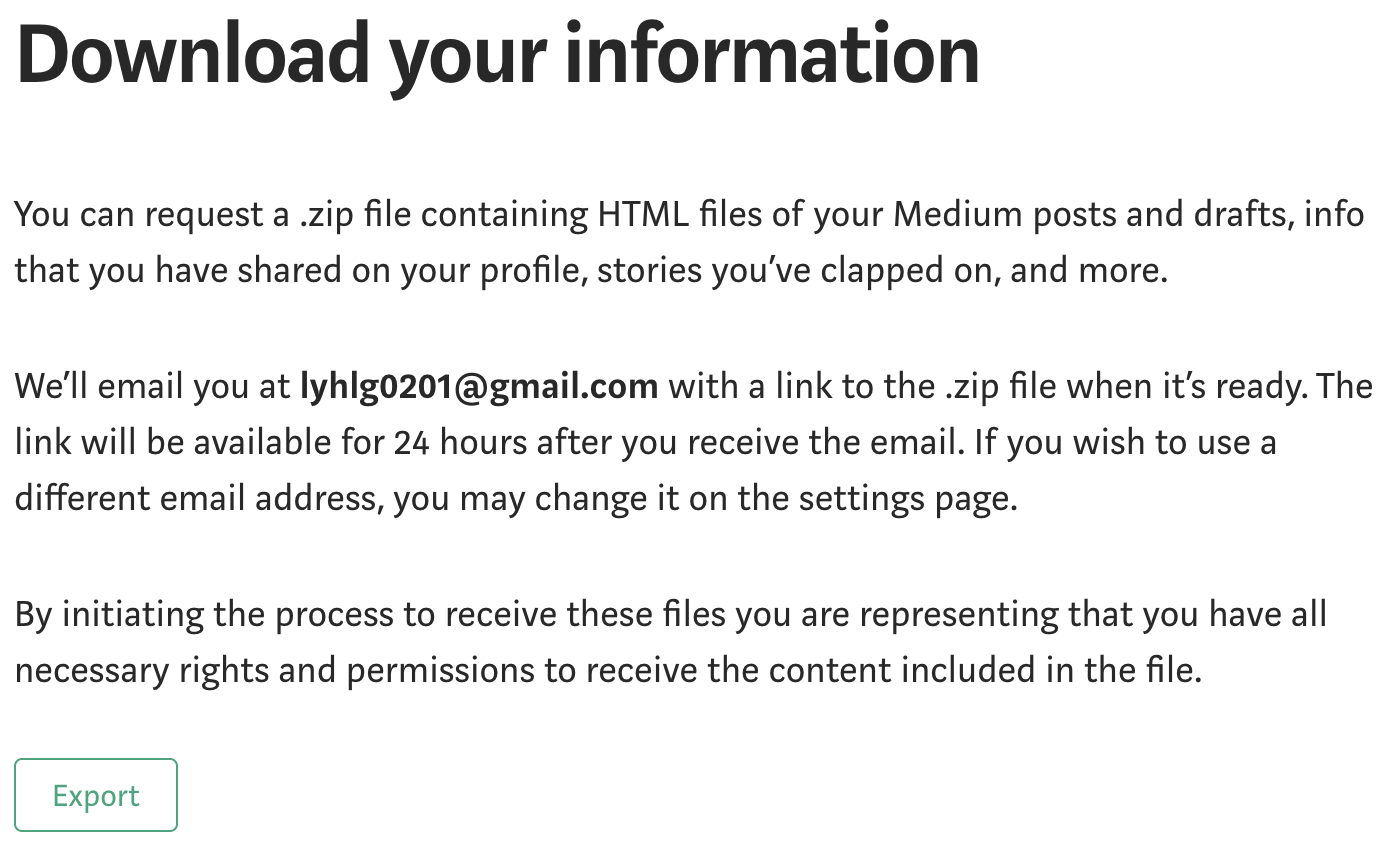 Download your information
You can request a .zip file containing HTML files of your Medium posts and drafts, info
that you have shared on your profile, stories you’ve clapped on, and more.
We’ll email you at lyhlg0201@gmail.com with a link to the .zip file when it’s ready. The
link will be available for 24 hours after you receive the email. If you wish to use a
different email address, you may change it on the settings page.
By initiating the process to receive these files you are representing that you have all
necessary rights and permissions to receive the content included in the file.
Export